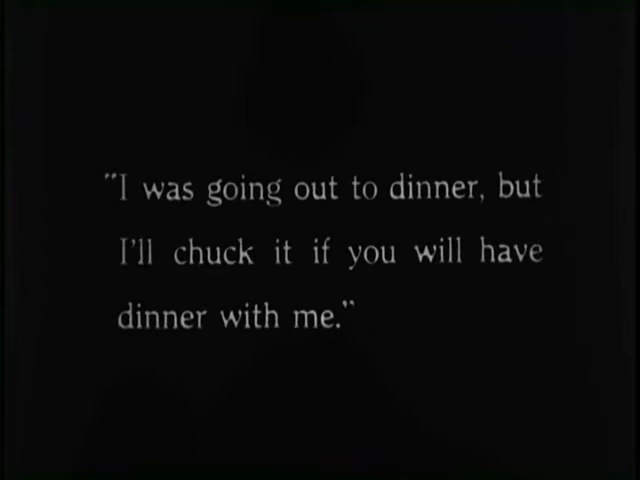 "I was going out to dinner, but
I'll chuck it if you will have
dinner with me."